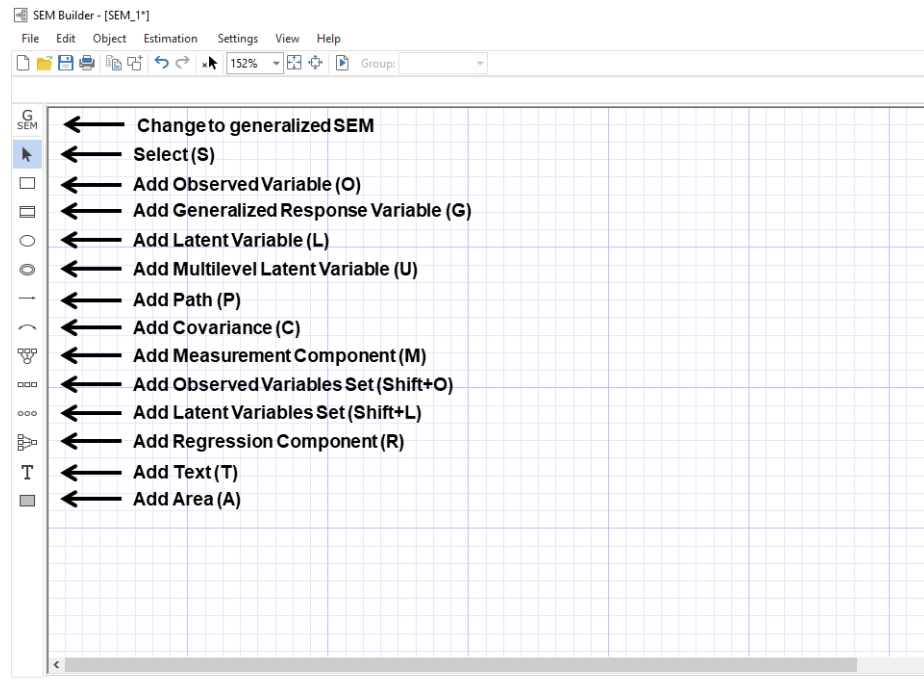 SEM Builder - [SEM_1*]
File Edit Object Estimation Settings View Help
152% Group:
G
SEM
Change to generalized SEM
Select (S)
Add Observed Variable (O)
Add Generalized Response Variable (G)
Add Latent Variable (L)
Add Multilevel Latent Variable (U)
Add Path (P)
Add Covariance (C)
Add Measurement Component (M)
Add Observed Variables Set (Shift+O)
Add Latent Variables Set (Shift+L)
Add Regression Component (R)
T Add Text (T)
Add Area (A)